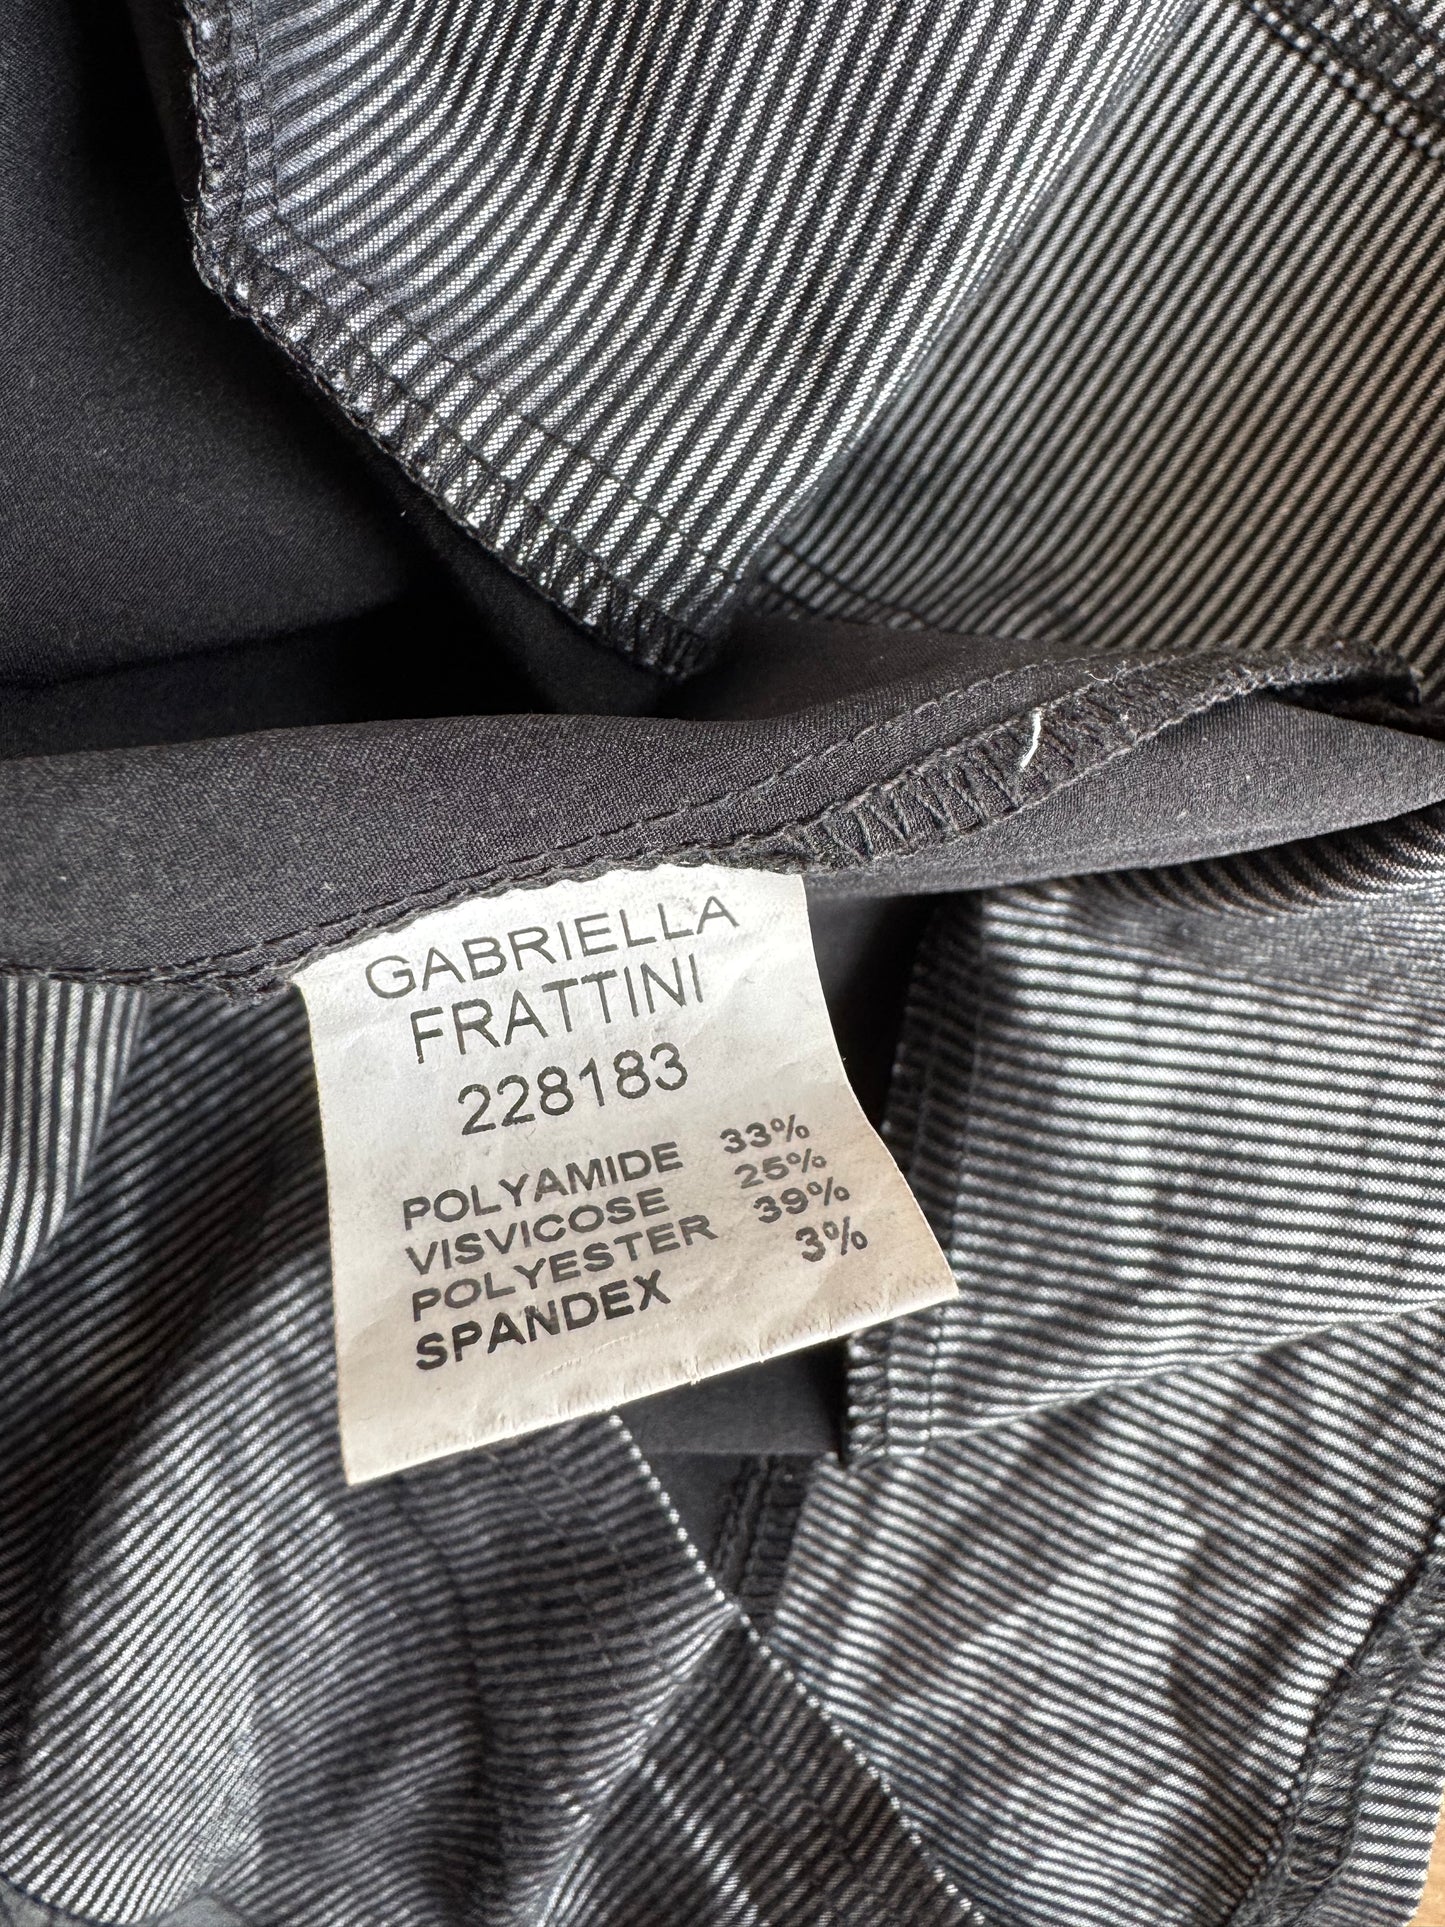 GABRIELLA
FRATTINI
228183
POLYAMIDE 33%
VISVICOSE 25%
POLYESTER 39%
SPANDEX 3%